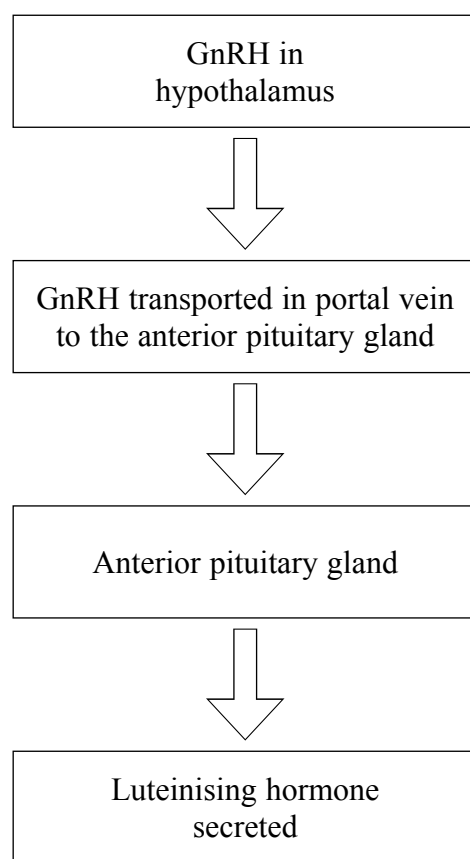 GnRH in
hypothalamus
GnRH transported in portal vein
to the anterior pituitary gland
Anterior pituitary gland
Luteinising hormone
secreted